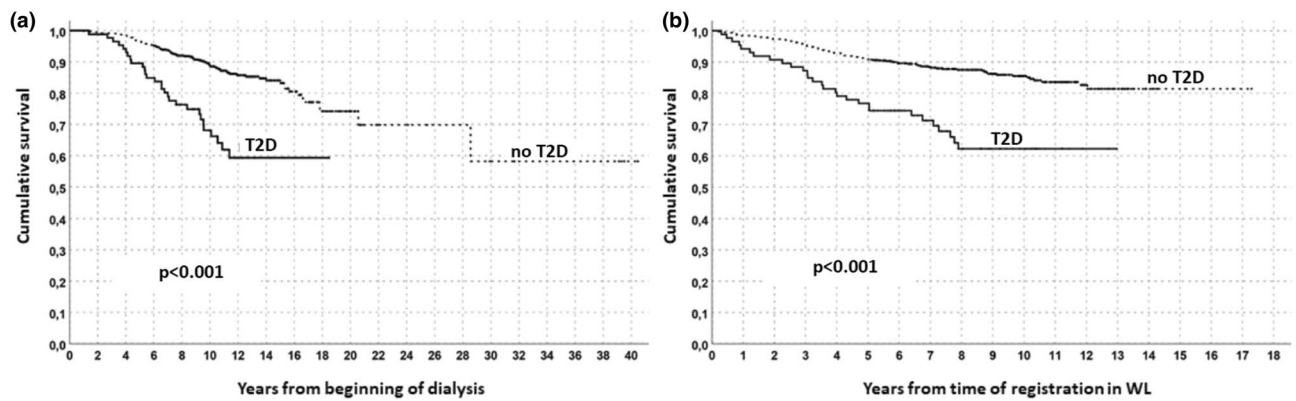 (a)
Cumulative survival
1,0
0,9
0,8
0,7
0,6
0,5
0,4
0,3
0,2
0,1
0,0
T2D
no T2D
p<0.001
0 2 4 6 8 10 12 14 16 18 20 22 24 26 28 30 32 34 36 38 40
Years from beginning of dialysis
(b)
Cumulative survival
1,0
0,9
0,8
0,7
0,6
0,5
0,4
0,3
0,2
0,1
0,0
no T2D
T2D
p<0.001
0 1 2 3 4 5 6 7 8 9 10 11 12 13 14 15 16 17 18
Years from time of registration in WL